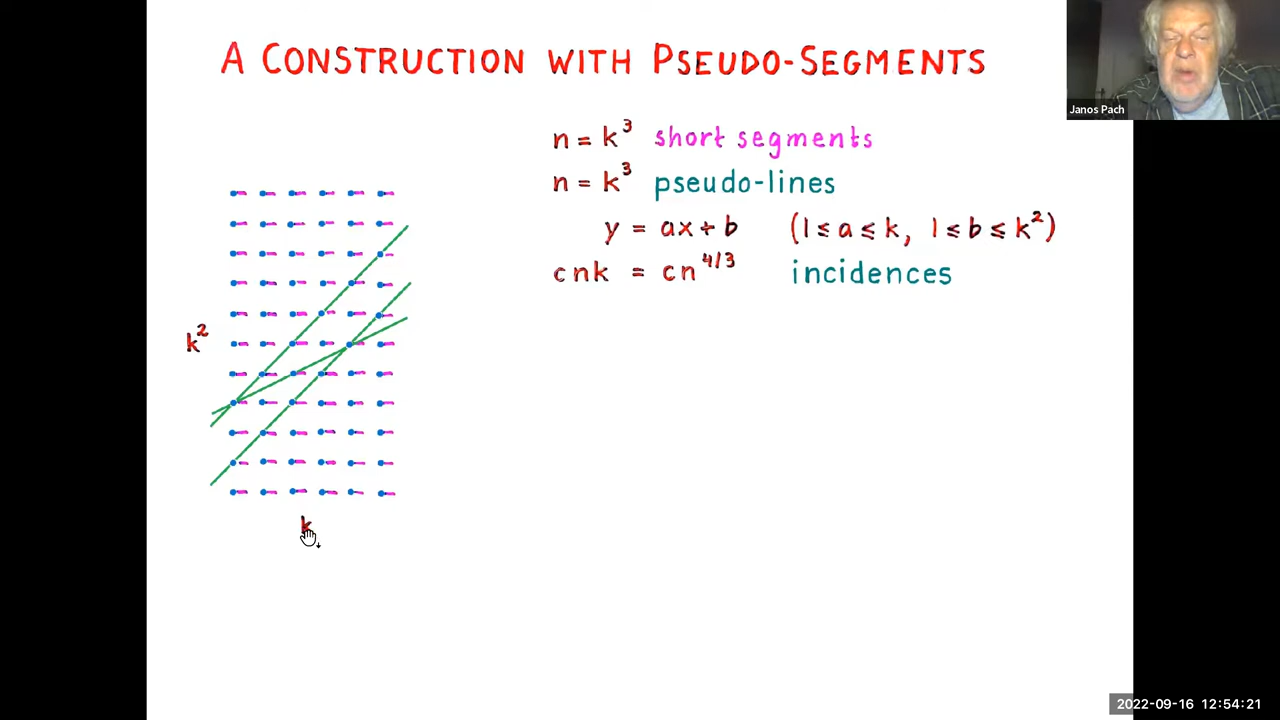 A CONSTRUCTION WITH PSEUDO-SEGMENTS
Janos Pach
n = k³ short segments
n = k³ pseudo-lines
y = ax + b (1 ≤ a ≤ k, 1 ≤ b ≤ k²)
cnk = cn^4/3 incidences
k²
k
2022-09-16 12:54:21